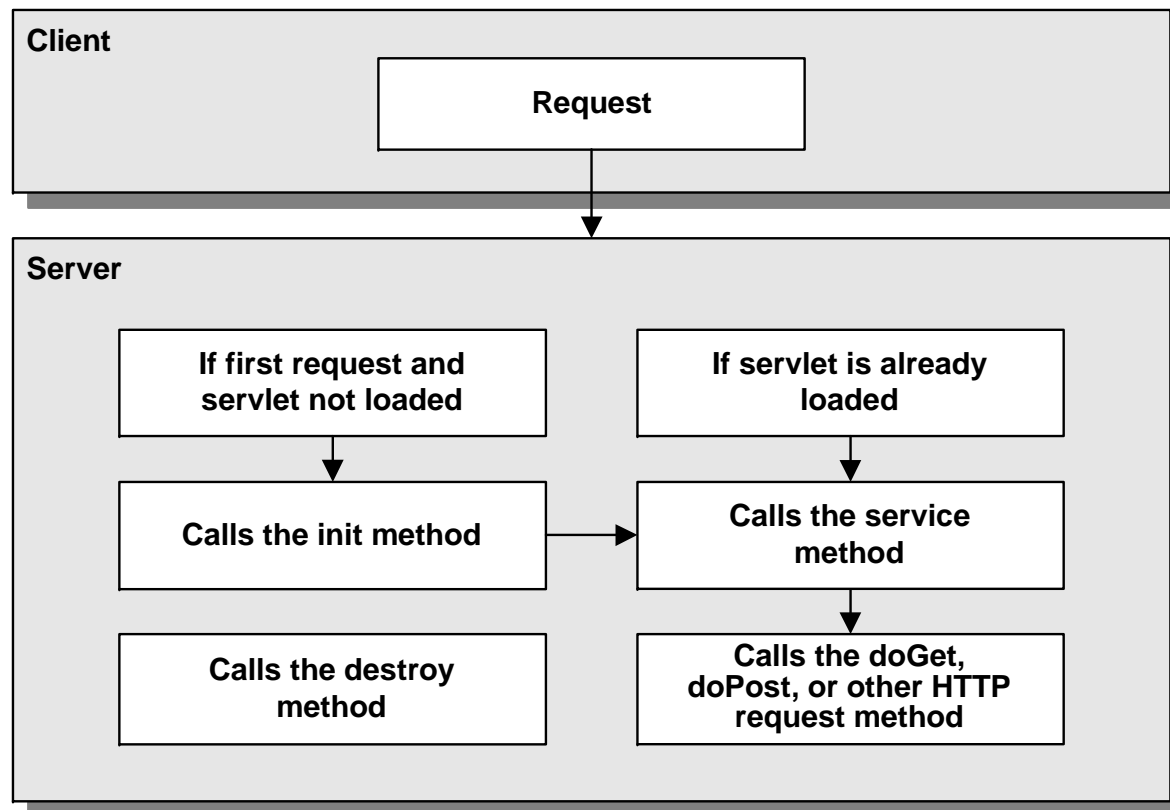 Client
Request
Server
If first request and
servlet not loaded
If servlet is already
loaded
Calls the init method
Calls the service
method
Calls the destroy
method
Calls the doGet,
doPost, or other HTTP
request method